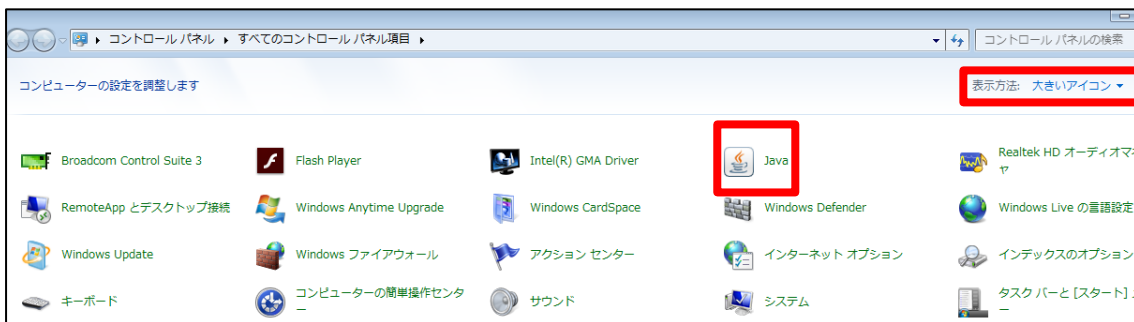 コントロール パネル ▸ すべてのコントロール パネル項目 ▸
コントロール パネルの検索
コンピューターの設定を調整します
表示方法: 大きいアイコン ▼
Broadcom Control Suite 3
Flash Player
Intel(R) GMA Driver
Java
Realtek HD オーディオマネ
ャ
RemoteApp とデスクトップ接続
Windows Anytime Upgrade
Windows CardSpace
Windows Defender
Windows Live の言語設定
Windows Update
Windows ファイアウォール
アクション センター
インターネット オプション
インデックスのオプション
キーボード
コンピューターの簡単操作センタ
ー
サウンド
システム
タスク バーと [スタート]
ー